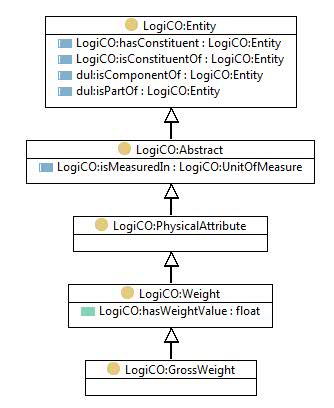 LogiCO:Entity
LogiCO:hasConstituent : LogiCO:Entity
LogiCO:isConstituentOf : LogiCO:Entity
dul:isComponentOf : LogiCO:Entity
dul:isPartOf : LogiCO:Entity
LogiCO:Abstract
LogiCO:isMeasuredIn : LogiCO:UnitOfMeasure
LogiCO:PhysicalAttribute
LogiCO:Weight
LogiCO:hasWeightValue : float
LogiCO:GrossWeight